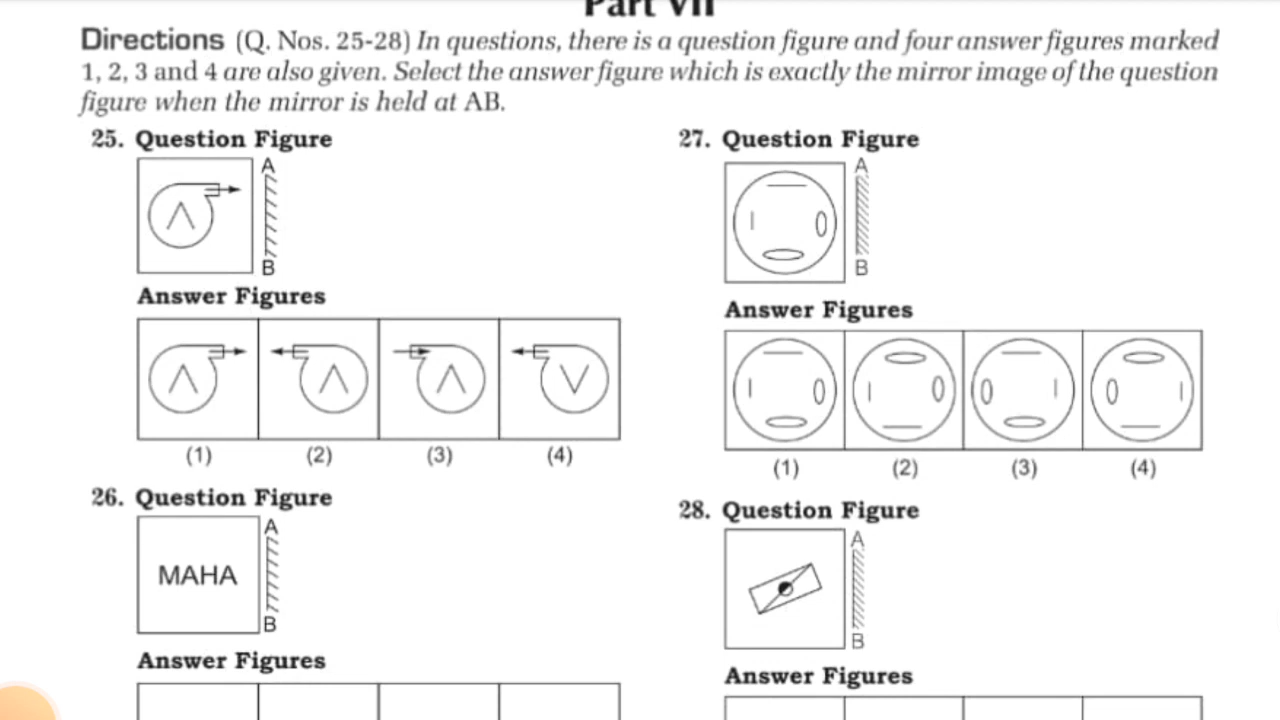 Part VII
Directions (Q. Nos. 25-28) In questions, there is a question figure and four answer figures marked
1, 2, 3 and 4 are also given. Select the answer figure which is exactly the mirror image of the question
figure when the mirror is held at AB.
25. Question Figure
A
B
Answer Figures
(1) (2) (3) (4)
26. Question Figure
A
MAHA
B
Answer Figures
27. Question Figure
A
B
Answer Figures
(1) (2) (3) (4)
28. Question Figure
A
B
Answer Figures